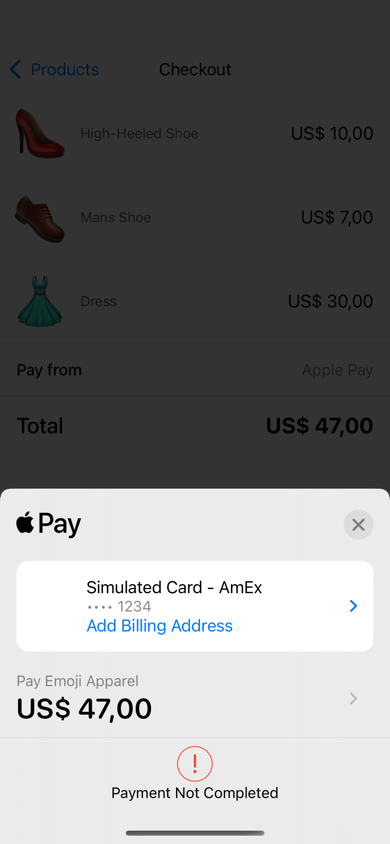 Products
Checkout
High-Heeled Shoe
US$ 10,00
Mans Shoe
US$ 7,00
Dress
US$ 30,00
Pay from
Apple Pay
Total
US$ 47,00
Pay
Simulated Card - AmEx
•••• 1234
Add Billing Address
Pay Emoji Apparel
US$ 47,00
!
Payment Not Completed